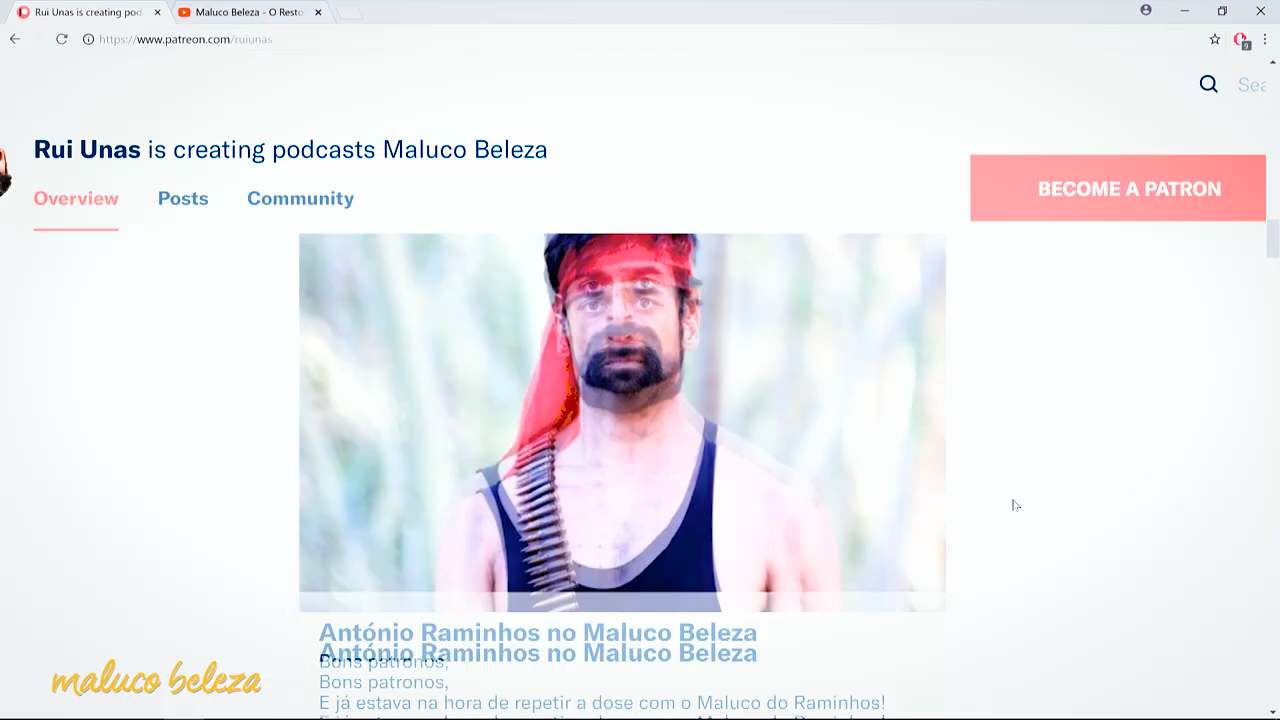 Rui Unas is creating pod
Maluco Beleza - O Resto
https://www.patreon.com/ruiunas
9
Sea
Rui Unas is creating podcasts Maluco Beleza
Overview Posts Community
BECOME A PATRON
António Raminhos no Maluco Beleza
António Raminhos no Maluco Beleza
Bons patronos,
Bons patronos,
E já estava na hora de repetir a dose com o Maluco do Raminhos!
maluco beleza